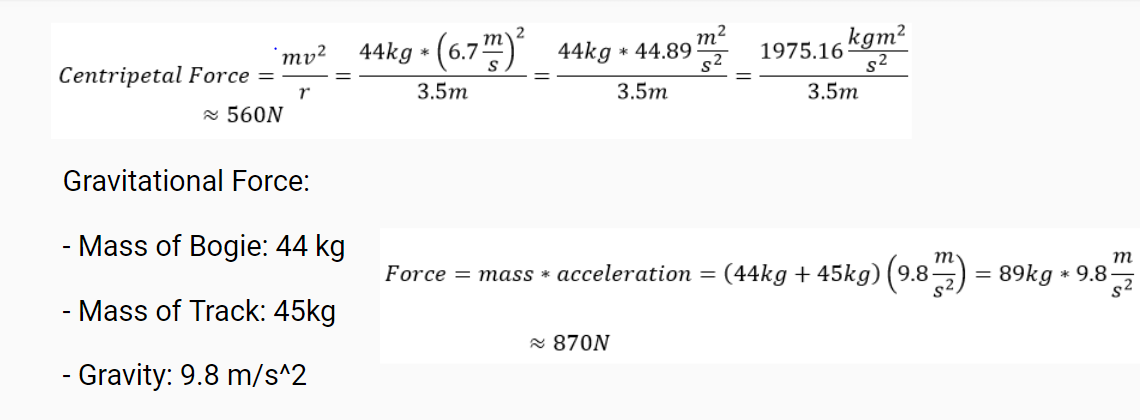 Centripetal Force = mv²/r = 44kg * (6.7 m/s)²/3.5m = 44kg * 44.89 m²/s²/3.5m = 1975.16 kgm²/s²/3.5m
≈ 560N
Gravitational Force:
- Mass of Bogie: 44 kg
- Mass of Track: 45kg
- Gravity: 9.8 m/s^2
Force = mass * acceleration = (44kg + 45kg) (9.8 m/s²) = 89kg * 9.8 m/s²
≈ 870N